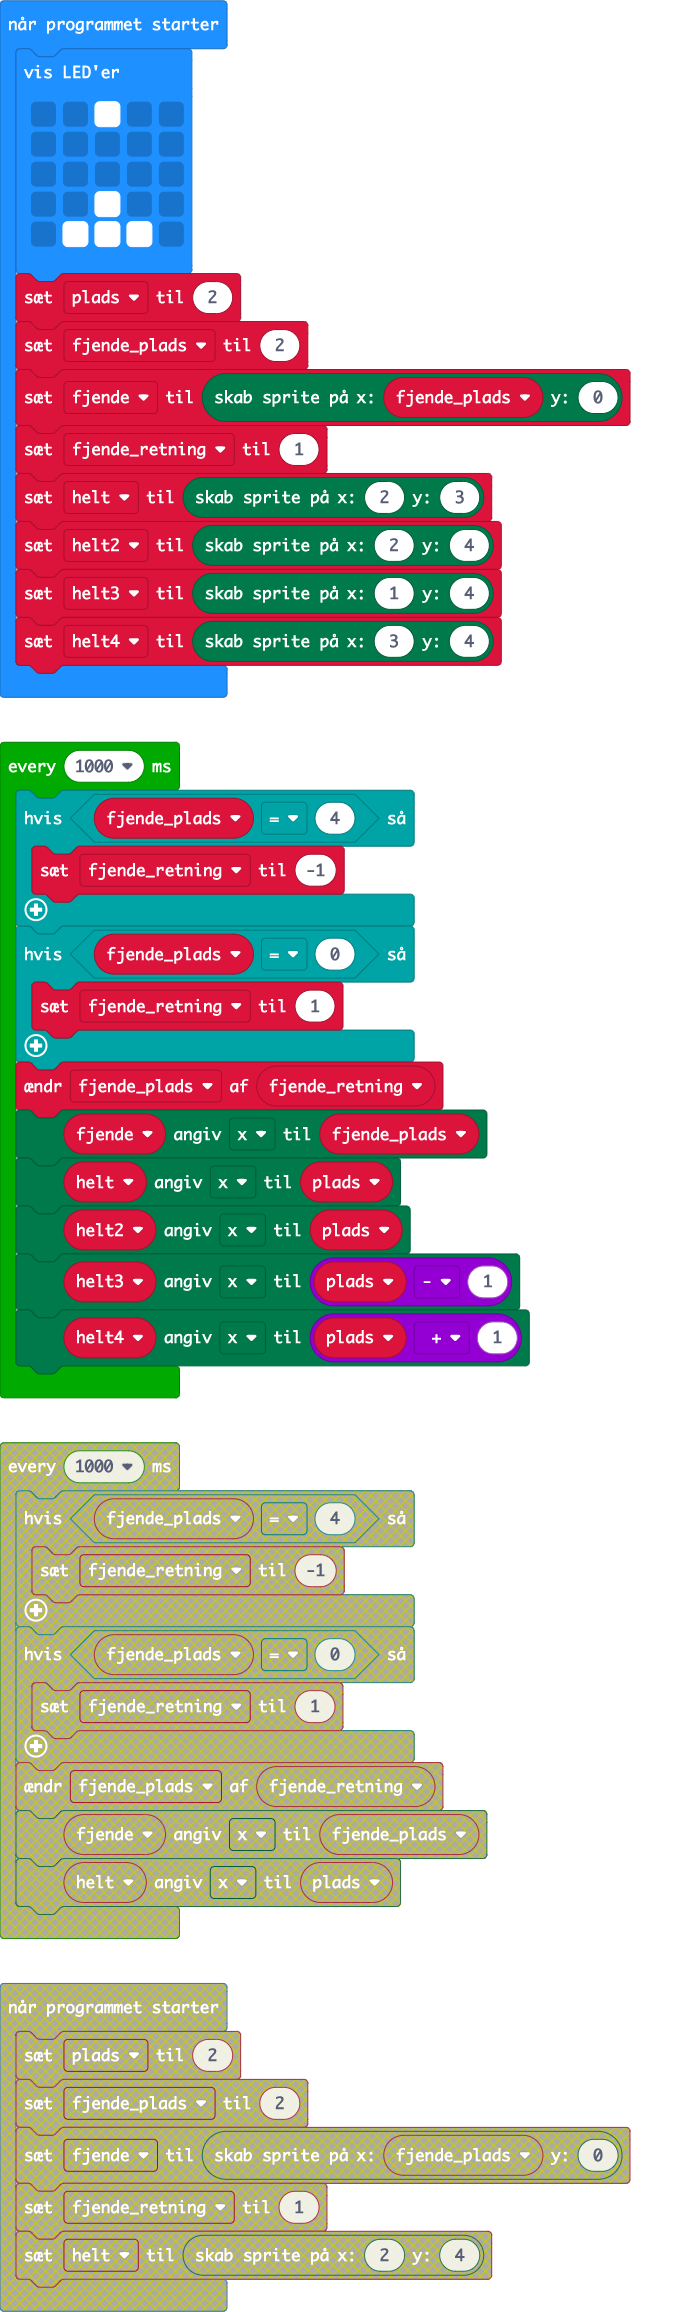 når programmet starter
vis LED'er
sæt plads til 2
sæt fjende_plads til 2
sæt fjende til skab sprite på x: fjende_plads y: 0
sæt fjende_retning til 1
sæt helt til skab sprite på x: 2 y: 3
sæt helt2 til skab sprite på x: 2 y: 4
sæt helt3 til skab sprite på x: 1 y: 4
sæt helt4 til skab sprite på x: 3 y: 4
every 1000 ms
hvis fjende_plads = 4 så
sæt fjende_retning til -1
hvis fjende_plads = 0 så
sæt fjende_retning til 1
ændr fjende_plads af fjende_retning
fjende angiv x til fjende_plads
helt angiv x til plads
helt2 angiv x til plads
helt3 angiv x til plads - 1
helt4 angiv x til plads + 1
every 1000 ms
hvis fjende_plads = 4 så
sæt fjende_retning til -1
hvis fjende_plads = 0 så
sæt fjende_retning til 1
ændr fjende_plads af fjende_retning
fjende angiv x til fjende_plads
helt angiv x til plads
når programmet starter
sæt plads til 2
sæt fjende_plads til 2
sæt fjende til skab sprite på x: fjende_plads y: 0
sæt fjende_retning til 1
sæt helt til skab sprite på x: 2 y: 4